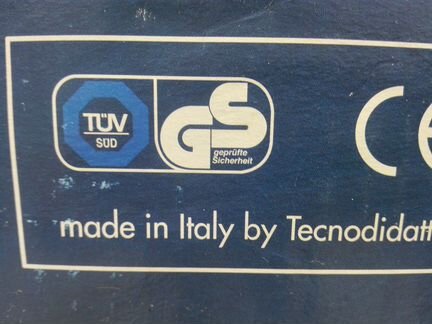 TÜV
SÜD
GS
geprüfte
Sicherheit
CE
made in Italy by Tecnodidatt